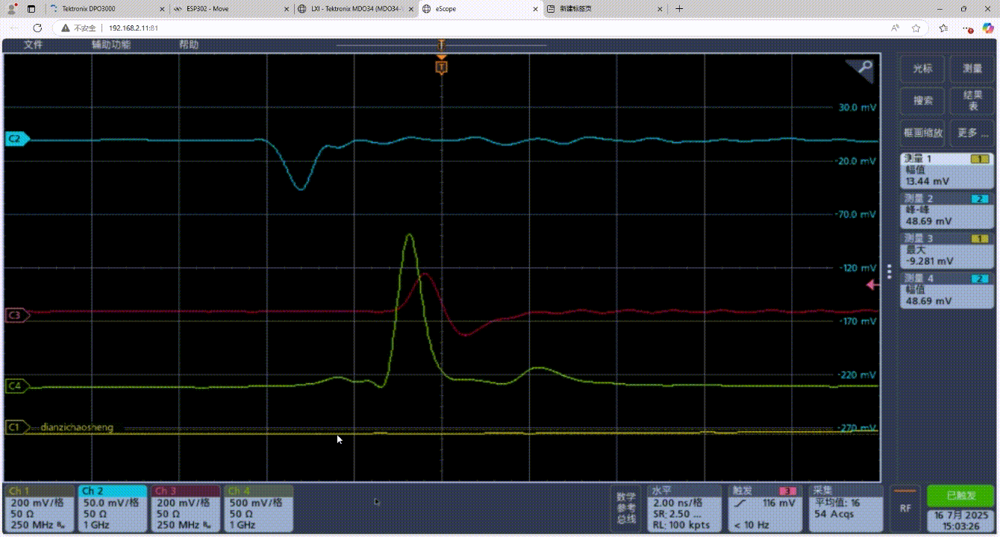 Tektronix DPO3000
ESP302 - Move
LXI - Tektronix MDO34 (MDO34-
eScope
新建标签页
不安全
192.168.2.11:81
文件
辅助功能
帮助
T
T
光标
测量
搜索
结果表
框画缩放
更多 ...
C2
30.0 mV
-20.0 mV
-70.0 mV
-120 mV
-170 mV
-220 mV
-270 mV
C3
C4
C1
dianzichaosheng
测量 1
1
幅值
13.44 mV
测量 2
2
峰-峰
48.69 mV
测量 3
1
最大
-9.281 mV
测量 4
2
幅值
48.69 mV
Ch 1
200 mV/格
50 Ω
250 MHz
Ch 2
50.0 mV/格
50 Ω
1 GHz
Ch 3
200 mV/格
50 Ω
250 MHz
Ch 4
500 mV/格
50 Ω
1 GHz
数学
参考
总线
水平
2.00 ns/格
SR: 2.50 ...
RL: 100 kpts
触发
3
116 mV
< 10 Hz
采集
平均值: 16
54 Acqs
RF
已触发
16 7月 2025
15:03:26